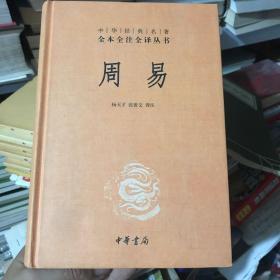 中华经典名著
全本全注全译丛书
周易
杨天才 张善文 译注
中華書局